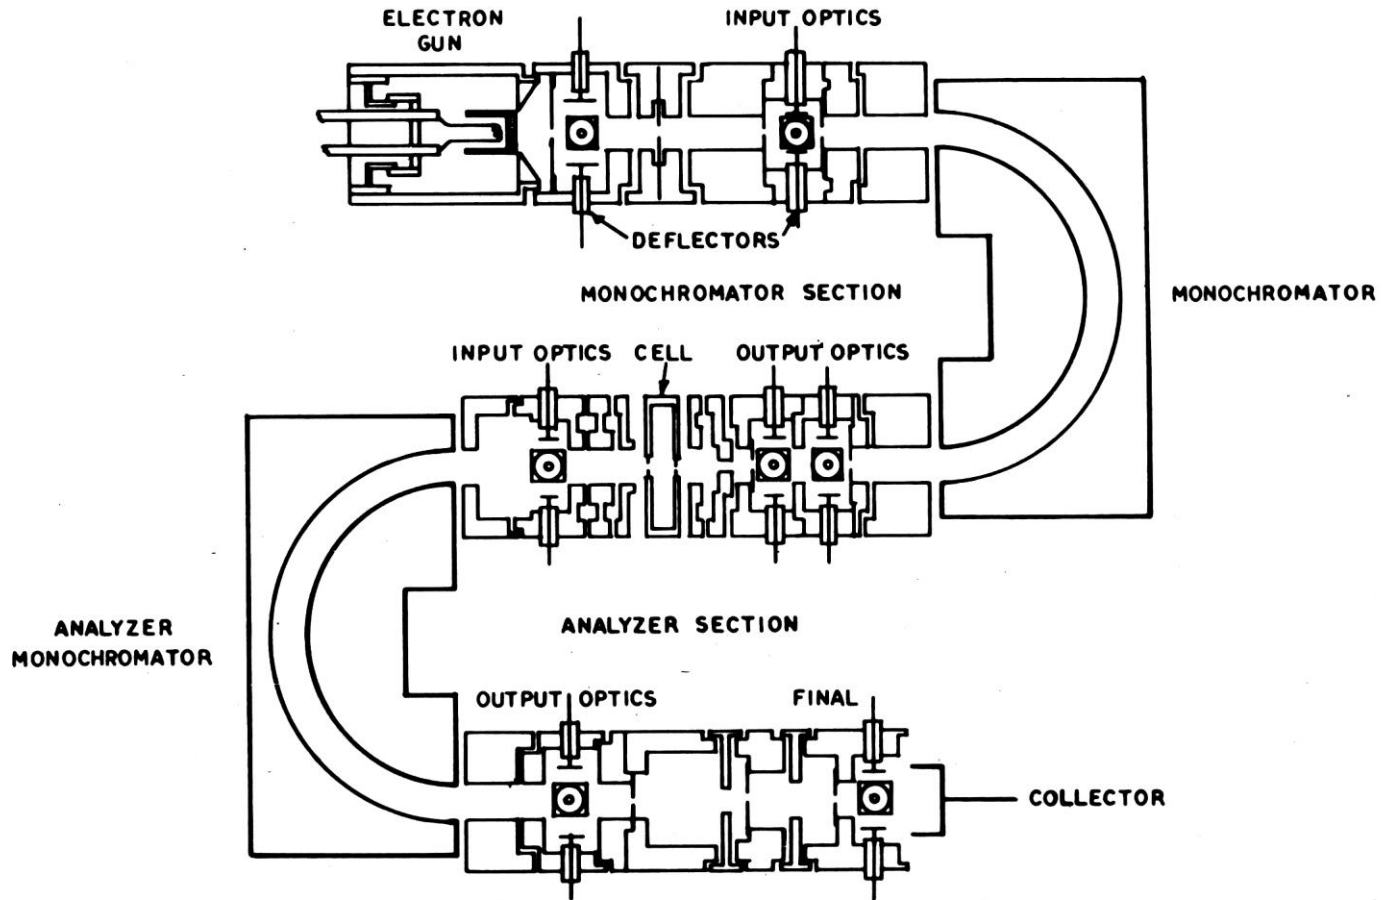 ELECTRON
GUN
INPUT OPTICS
DEFLECTORS
MONOCHROMATOR SECTION
MONOCHROMATOR
INPUT OPTICS
CELL
OUTPUT OPTICS
ANALYZER
MONOCHROMATOR
ANALYZER SECTION
OUTPUT OPTICS
FINAL
COLLECTOR